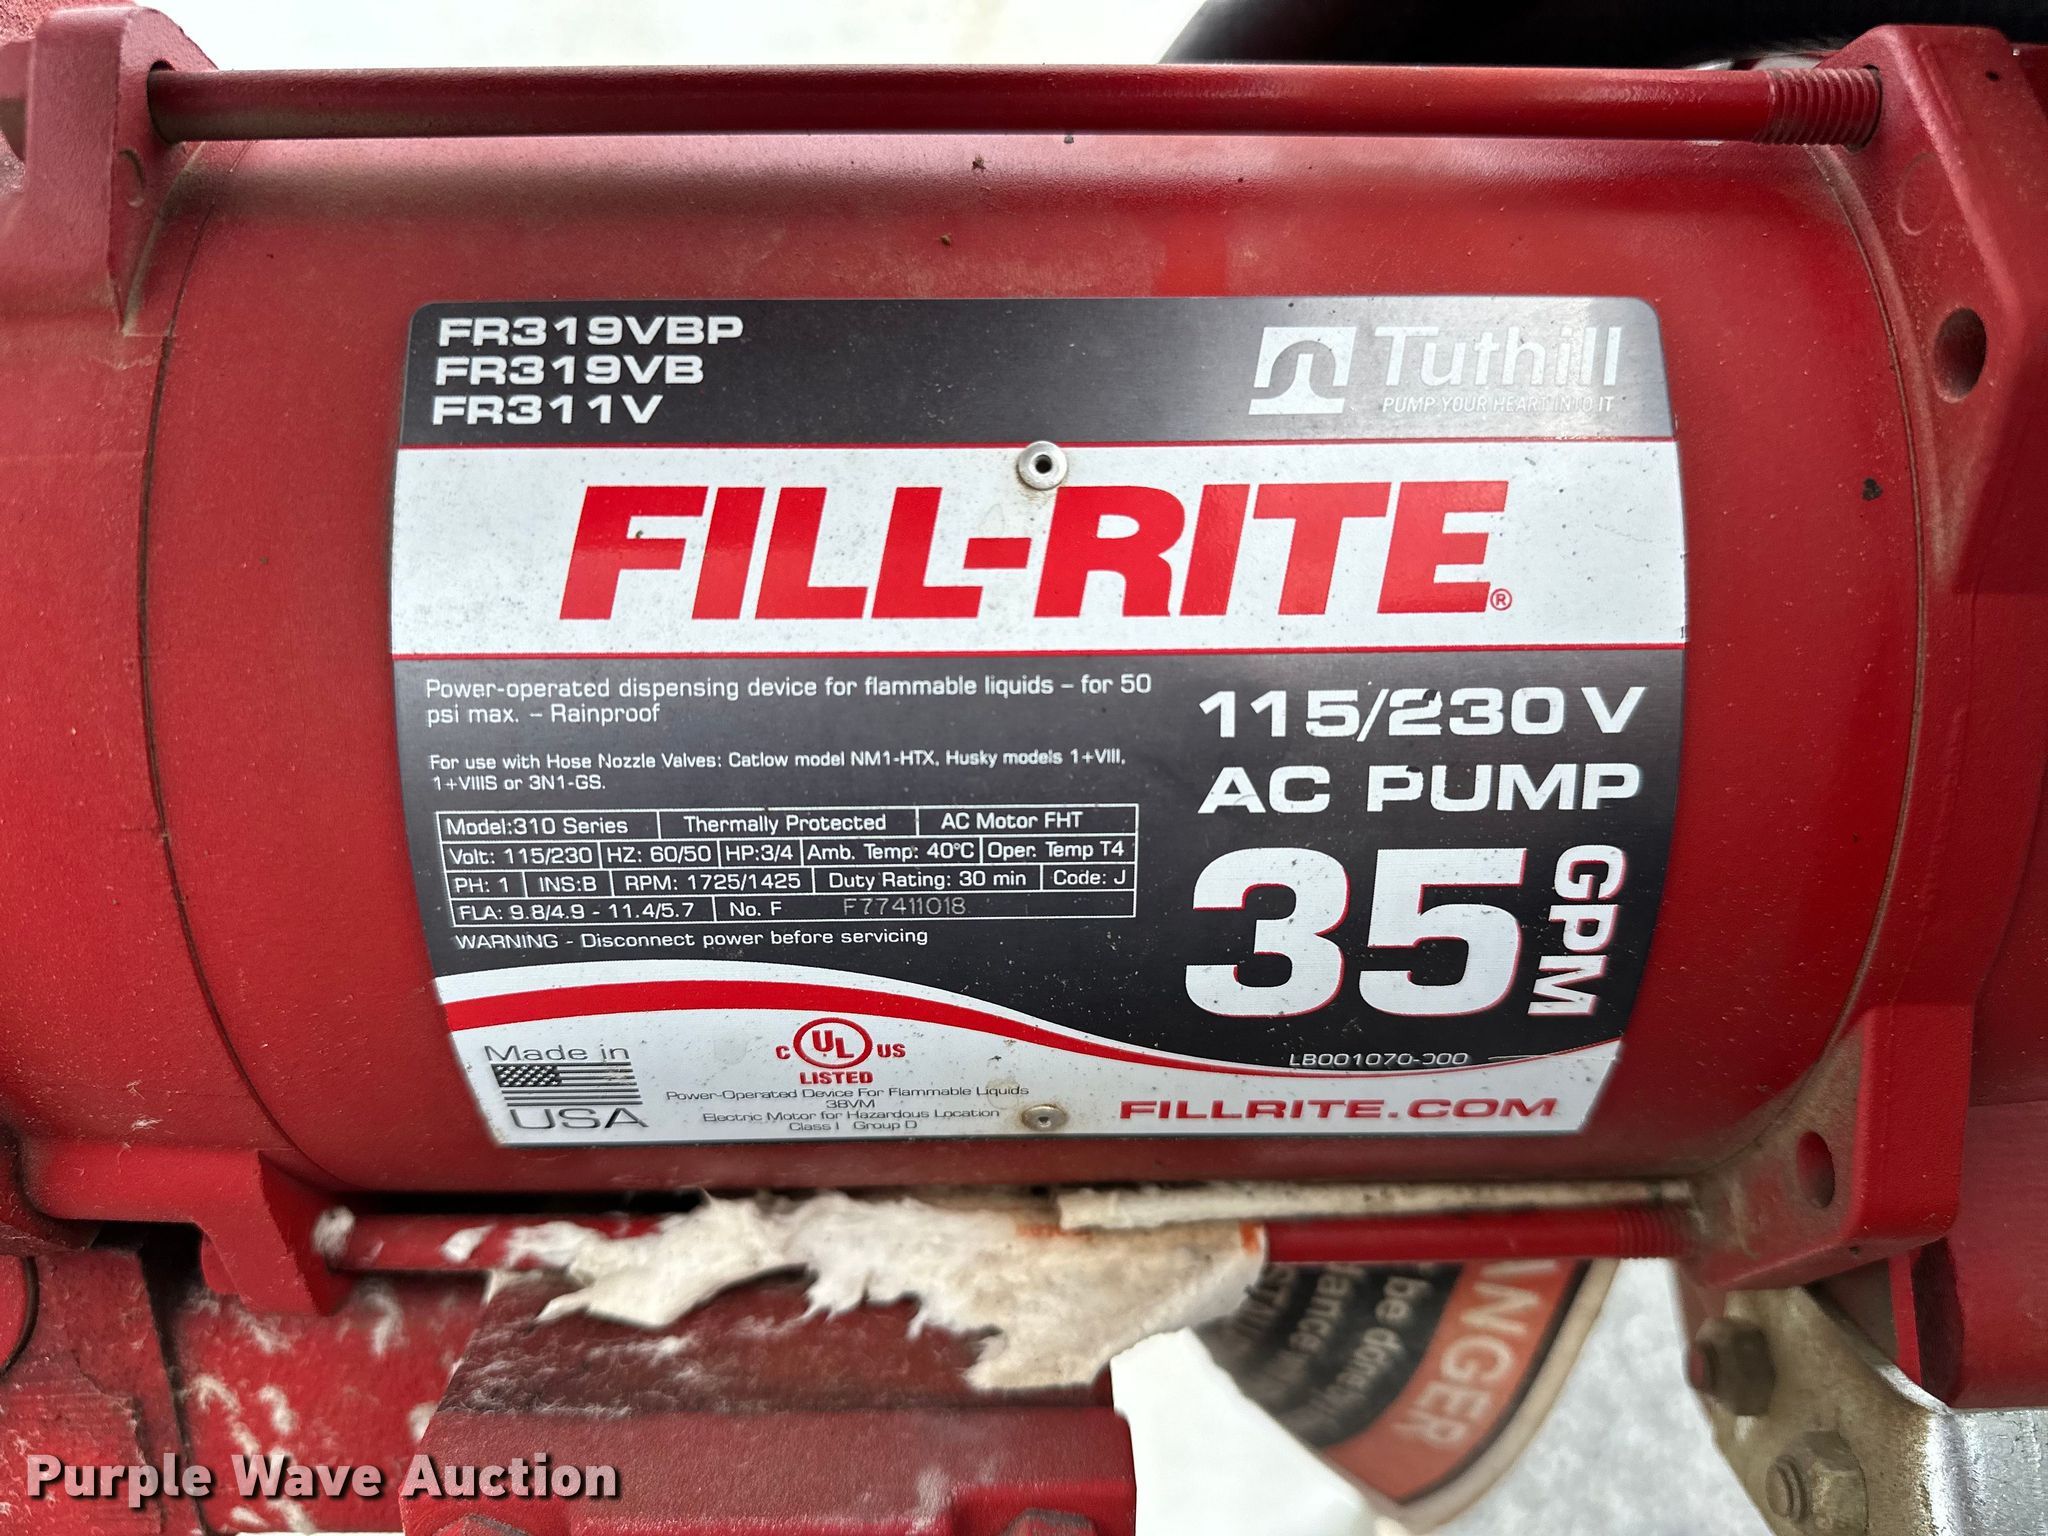 FR319VBP
FR319VB
FR311V
Tuthill
PUMP YOUR HEART INTO IT
FILL-RITE®
Power-operated dispensing device for flammable liquids – for 50
psi max. – Rainproof
For use with Hose Nozzle Valves: Catlow model NM1-HTX, Husky models 1+VIII,
1+VIIIS or 3N1-GS.
Model:310 Series Thermally Protected AC Motor FHT
Volt: 115/230 HZ: 60/50 HP:3/4 Amb. Temp: 40°C Oper. Temp T4
PH: 1 INS:B RPM: 1725/1425 Duty Rating: 30 min Code: J
FLA: 9.8/4.9 - 11.4/5.7 No. F F77411018
WARNING - Disconnect power before servicing
115/230 V
AC PUMP
35 GPM
LB001070-000
Made in
USA
C UL US
LISTED
Power-Operated Device For Flammable Liquids
38VM
Electric Motor for Hazardous Location
Class I Group D
FILLRITE.COM
be done
Purple Wave Auction